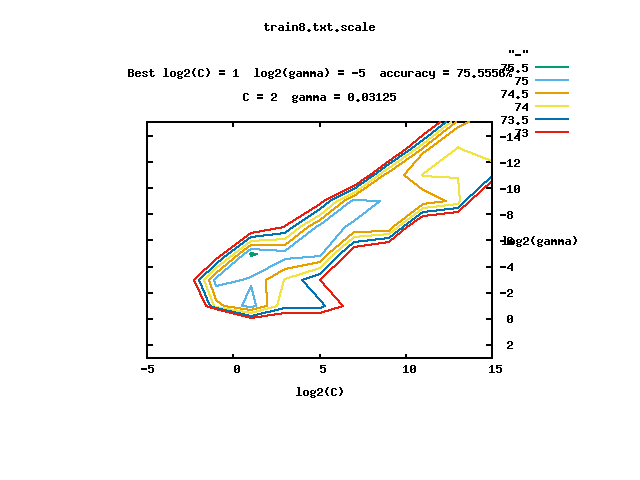 train8.txt.scale
"-"
Best log2(C) = 1  log2(gamma) = -5  accuracy = 75.5556%
75.5
75
C = 2  gamma = 0.03125
74.5
74
73.5
73
-14
-12
-10
-8
-6
log2(gamma)
-4
-2
0
2
-5 0 5 10 15
log2(C)